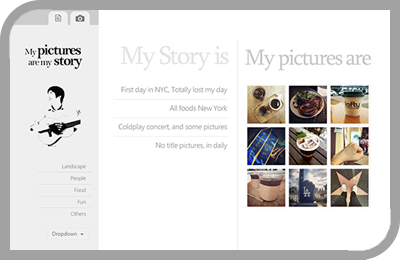 My pictures
are my story
Landscape
People
Food
Fun
Others
Dropdown
My Story is
First day in NYC, Totally lost my day
All foods New York
Coldplay concert, and some pictures
No title pictures, in daily
My pictures are
LA